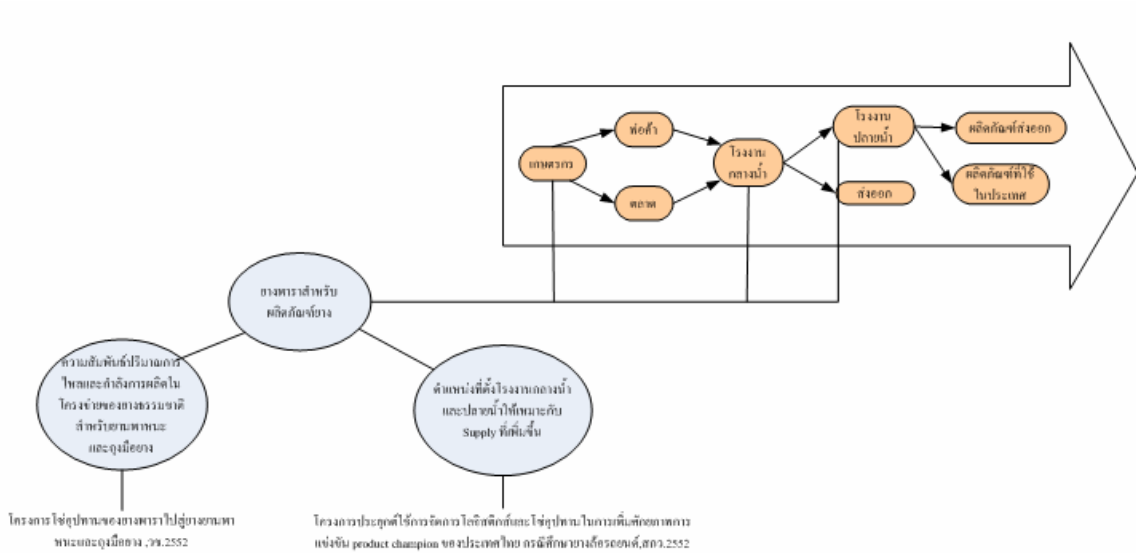 พ่อค้า
โรงงาน
ปลายน้ำ
ผลิตภัณฑ์ส่งออก
เกษตรกร
โรงงาน
กลางน้ำ
ผลิตภัณฑ์ที่ใช้
ในประเทศ
ตลาด
ส่งออก
ยางพาราสำหรับ
ผลิตภัณฑ์ยาง
ความสัมพันธ์ปริมาณการ
ไหลและกำลังการผลิตใน
โครงข่ายของยางธรรมชาติ
สำหรับยานพาหนะ
และถุงมือยาง
ตำแหน่งที่ตั้งโรงงานกลางน้ำ
และปลายน้ำให้เหมาะกับ
Supply ที่เพิ่มขึ้น
โครงการโซ่อุปทานของยางพาราไปสู่ยางยานพา
หนะและถุงมือยาง ,วช.2552
โครงการประยุกต์ใช้การจัดการโลจิสติกส์และโซ่อุปทานในการเพิ่มศักยภาพการ
แข่งขัน product champion ของประเทศไทย กรณีศึกษายางล้อรถยนต์,สกว.2552